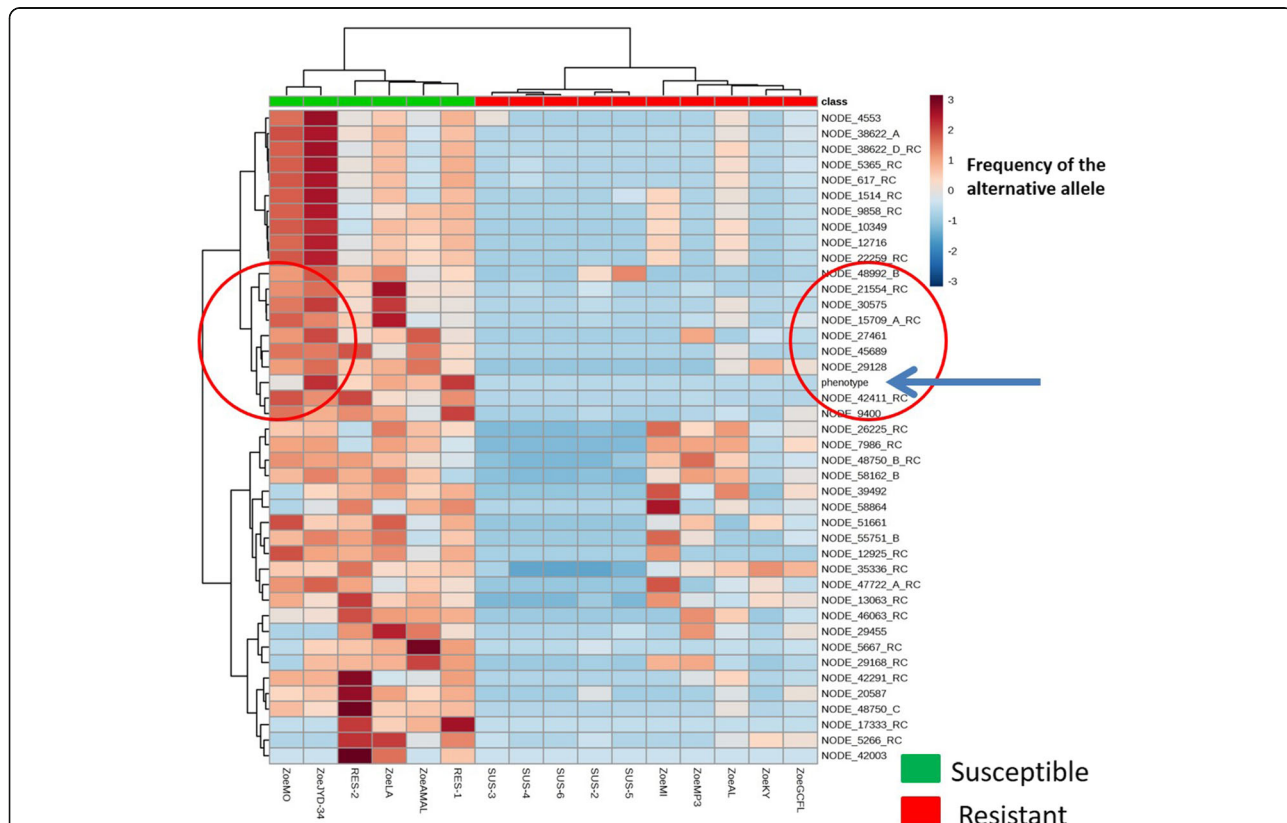 class
NODE_4553
NODE_38622_A
NODE_38622_D_RC
NODE_5365_RC
NODE_617_RC
NODE_1514_RC
NODE_9858_RC
NODE_10349
NODE_12716
NODE_22259_RC
NODE_48992_B
NODE_21554_RC
NODE_30575
NODE_15709_A_RC
NODE_27461
NODE_45689
NODE_29128
phenotype
NODE_42411_RC
NODE_9400
NODE_26225_RC
NODE_7986_RC
NODE_48750_B_RC
NODE_58162_B
NODE_39492
NODE_58864
NODE_51661
NODE_55751_B
NODE_12925_RC
NODE_35336_RC
NODE_47722_A_RC
NODE_13063_RC
NODE_46063_RC
NODE_29455
NODE_5667_RC
NODE_29168_RC
NODE_42291_RC
NODE_20587
NODE_48750_C
NODE_17333_RC
NODE_5266_RC
NODE_42003
3
2
1
0
-1
-2
-3
Frequency of the
alternative allele
ZoeMO
ZoeJYD-34
RES-2
ZoeLA
ZoeAMAL
RES-1
SUS-3
SUS-4
SUS-6
SUS-2
SUS-5
ZoeMI
ZoeMP3
ZoeAL
ZoeKY
ZoeGCFL
Susceptible
Resistant